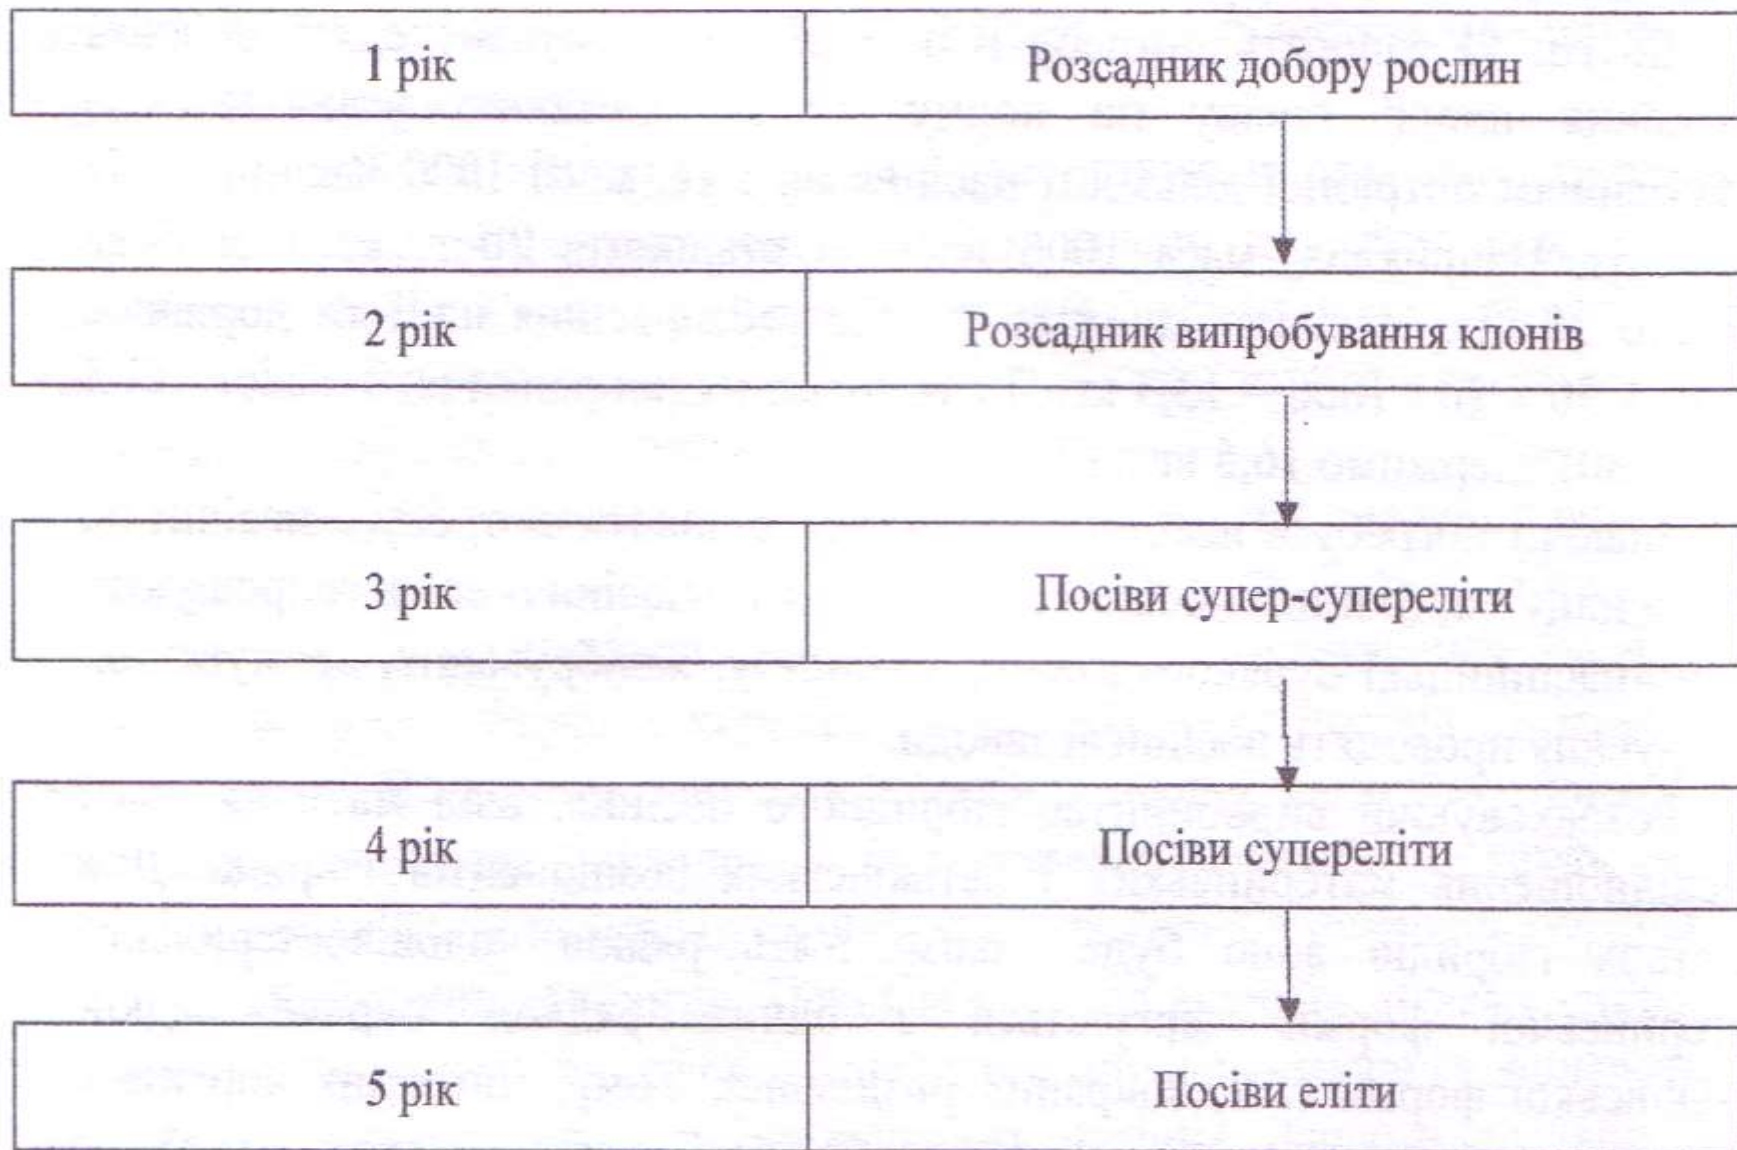 1 рік
Розсадник добору рослин
2 рік
Розсадник випробування клонів
3 рік
Посіви супер-супереліти
4 рік
Посіви супереліти
5 рік
Посіви еліти